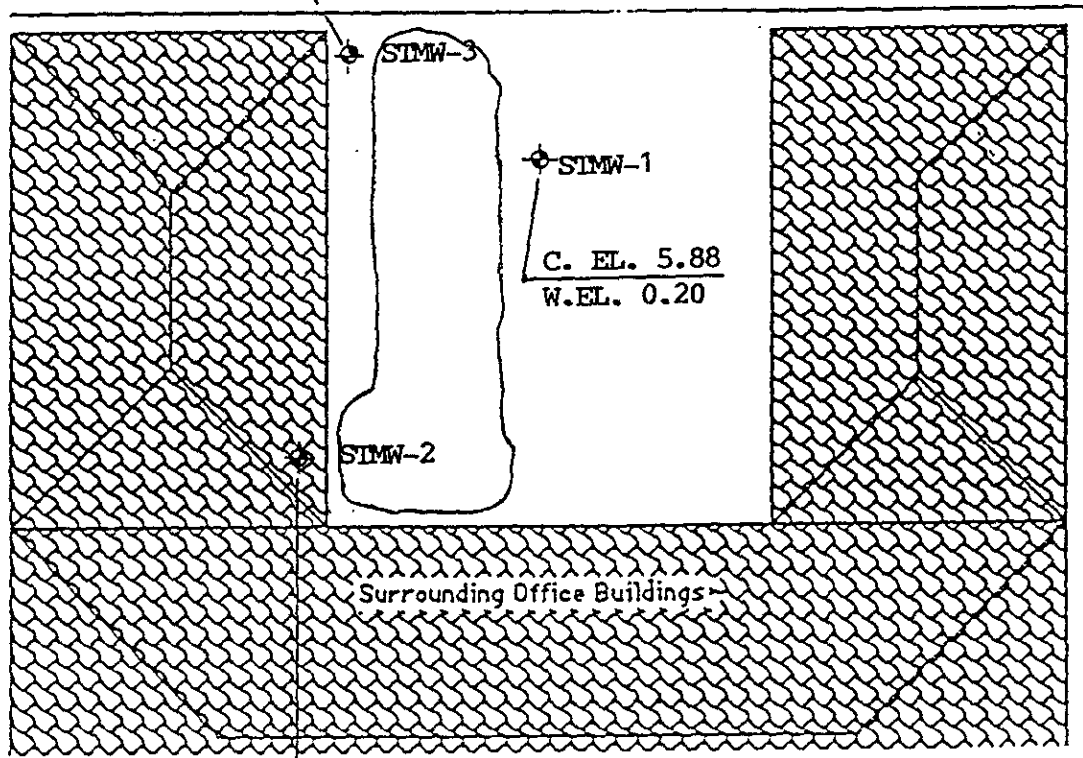 STMW-3
STMW-1
C. EL. 5.88
W.EL. 0.20
STMW-2
Surrounding Office Buildings